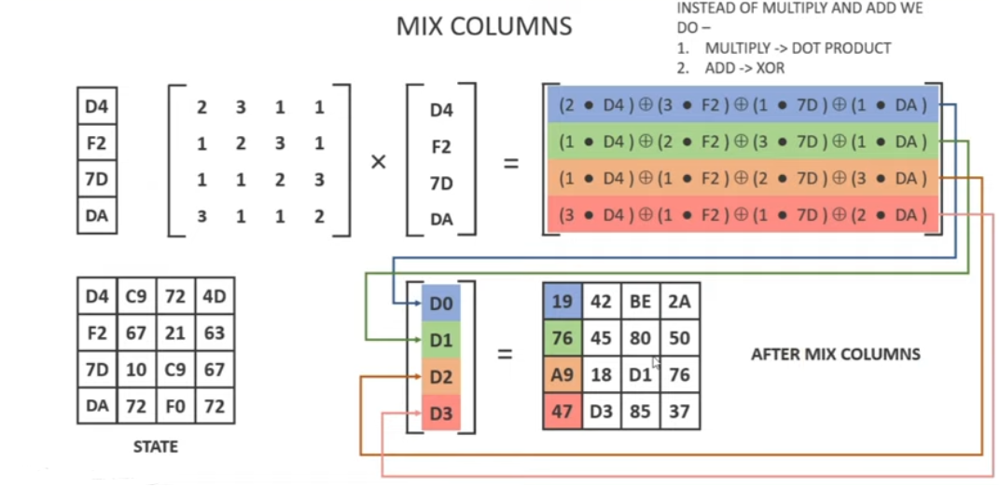 MIX COLUMNS
INSTEAD OF MULTIPLY AND ADD WE
DO –
1. MULTIPLY -> DOT PRODUCT
2. ADD -> XOR
D4
F2
7D
DA
2 3 1 1
1 2 3 1
1 1 2 3
3 1 1 2
×
D4
F2
7D
DA
=
(2 ● D4 ) ⊕ (3 ● F2 ) ⊕ (1 ● 7D ) ⊕ (1 ● DA )
(1 ● D4 ) ⊕ (2 ● F2 ) ⊕ (3 ● 7D ) ⊕ (1 ● DA )
(1 ● D4 ) ⊕ (1 ● F2 ) ⊕ (2 ● 7D ) ⊕ (3 ● DA )
(3 ● D4 ) ⊕ (1 ● F2 ) ⊕ (1 ● 7D ) ⊕ (2 ● DA )
D4 C9 72 4D
F2 67 21 63
7D 10 C9 67
DA 72 F0 72
STATE
D0
D1
D2
D3
=
19 42 BE 2A
76 45 80 50
A9 18 D1 76
47 D3 85 37
AFTER MIX COLUMNS